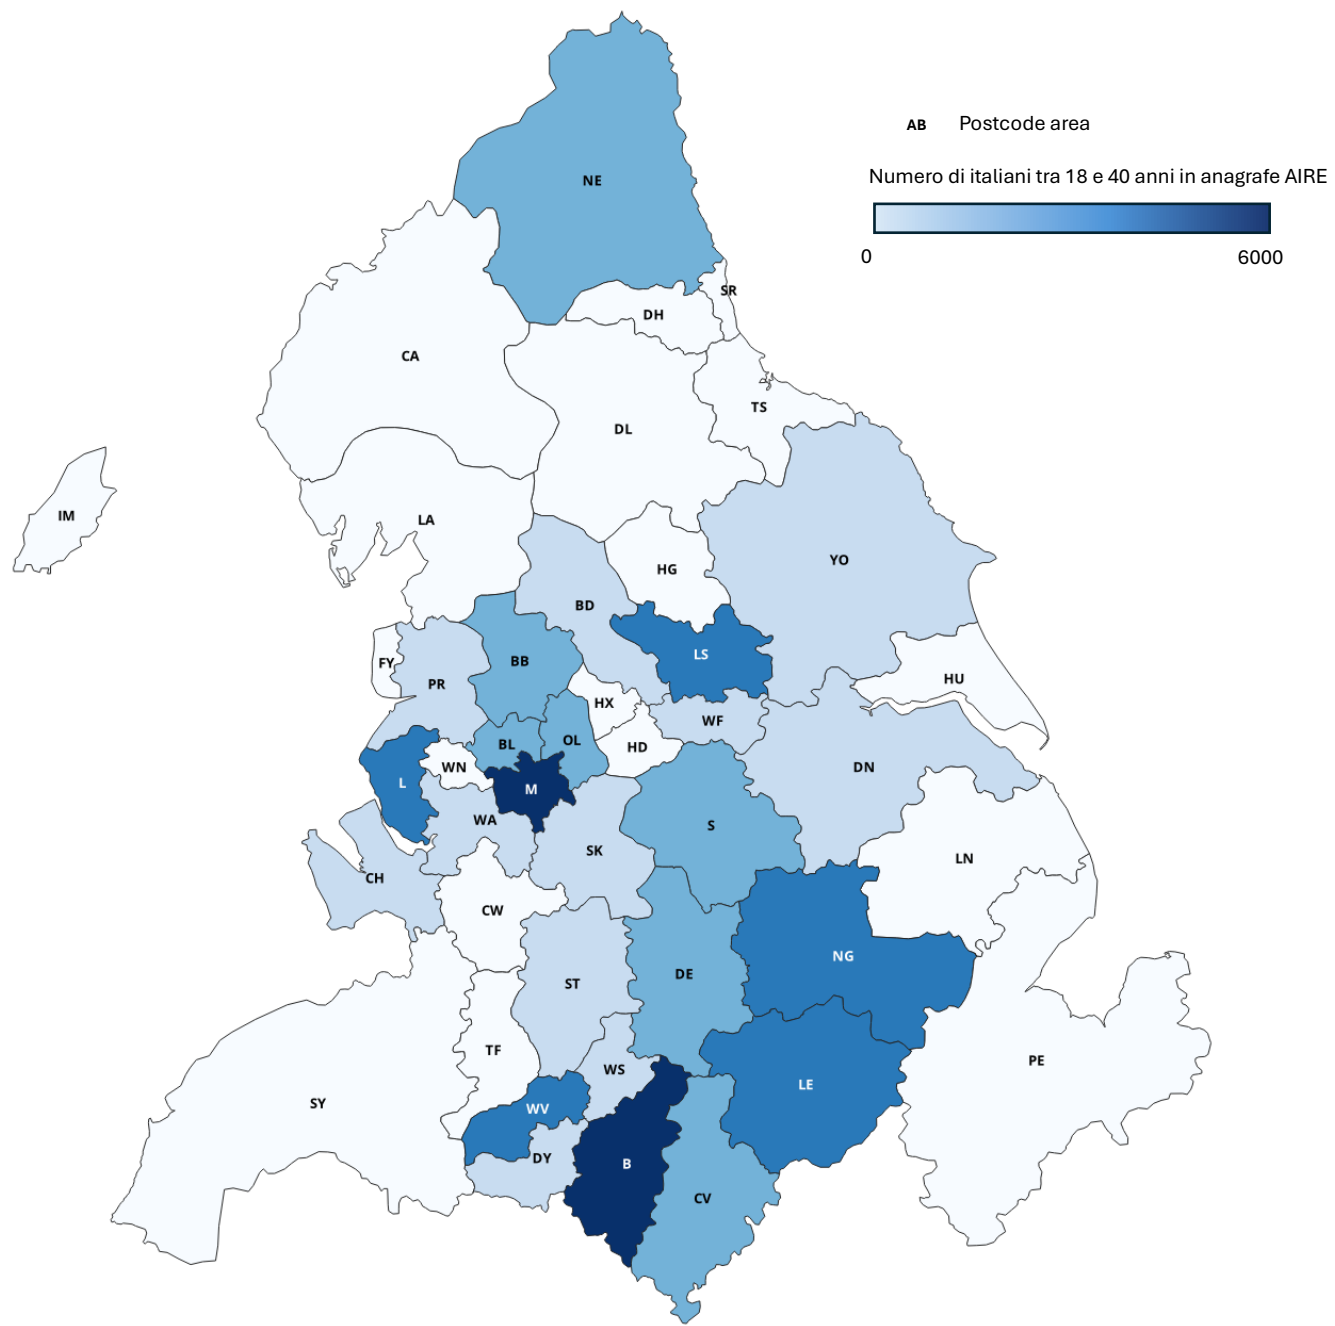 NE
AB Postcode area
Numero di italiani tra 18 e 40 anni in anagrafe AIRE
0 6000
SR
DH
CA
TS
DL
IM
LA
YO
HG
BD
LS
BB
FY
HU
PR
HX
WF
OL
BL
HD
WN
DN
L
M
WA
S
SK
LN
CH
CW
NG
DE
ST
TF
PE
WS
LE
SY
WV
DY
B
CV